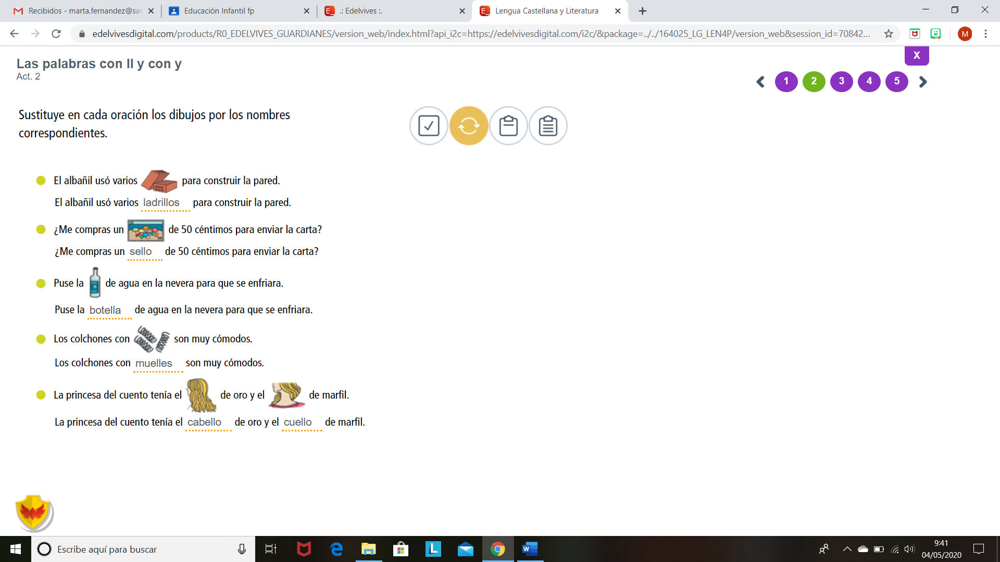 Recibidos - marta.fernandez@sa
Educación Infantil fp
.: Edelvives :.
Lengua Castellana y Literatura
edelvivesdigital.com/products/R0_EDELVIVES_GUARDIANES/version_web/index.html?api_i2c=https://edelvivesdigital.com/i2c/&package=../../164025_LG_LEN4P/version_web&session_id=70842...
M
Las palabras con ll y con y
Act. 2
X
1 2 3 4 5
Sustituye en cada oración los dibujos por los nombres
correspondientes.
El albañil usó varios para construir la pared.
El albañil usó varios ladrillos para construir la pared.
¿Me compras un de 50 céntimos para enviar la carta?
¿Me compras un sello de 50 céntimos para enviar la carta?
Puse la de agua en la nevera para que se enfriara.
Puse la botella de agua en la nevera para que se enfriara.
Los colchones con son muy cómodos.
Los colchones con muelles son muy cómodos.
La princesa del cuento tenía el de oro y el de marfil.
La princesa del cuento tenía el cabello de oro y el cuello de marfil.
Escribe aquí para buscar
9:41
04/05/2020